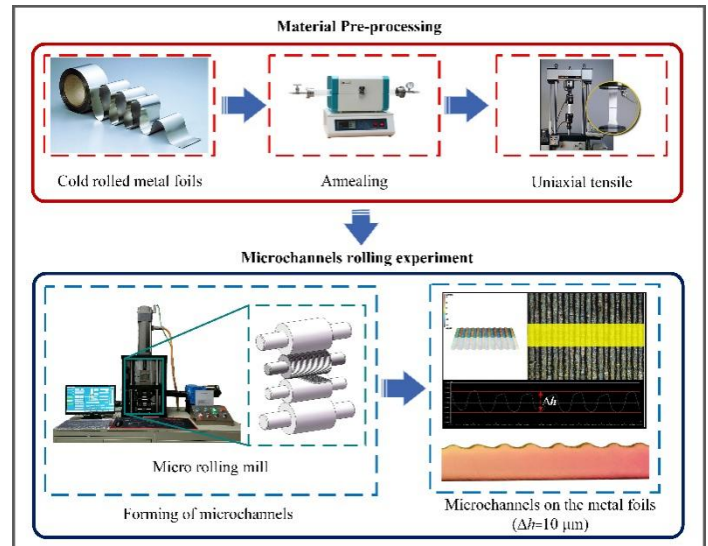 Material Pre-processing
Cold rolled metal foils
Annealing
Uniaxial tensile
Microchannels rolling experiment
Δh
Micro rolling mill
Forming of microchannels
Microchannels on the metal foils
(Δh=10 μm)